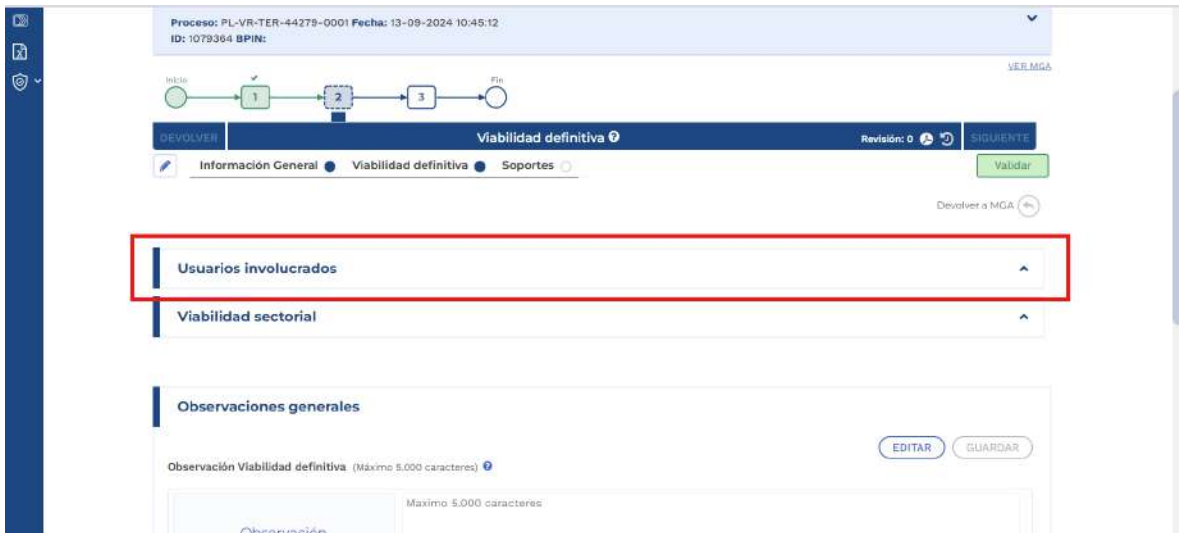 Proceso: PL-VR-TER-44279-0001 Fecha: 13-09-2024 10:45:12
ID: 1079364 BPIN:
VER MGA
Inicio
Fin
1
2
3
DEVOLVER
Viabilidad definitiva
Revisión: 0
SIGUIENTE
Información General
Viabilidad definitiva
Soportes
Validar
Devolver a MGA
Usuarios involucrados
Viabilidad sectorial
Observaciones generales
EDITAR
GUARDAR
Observación Viabilidad definitiva (Máximo 5.000 caracteres)
Maximo 5.000 caracteres
Observación